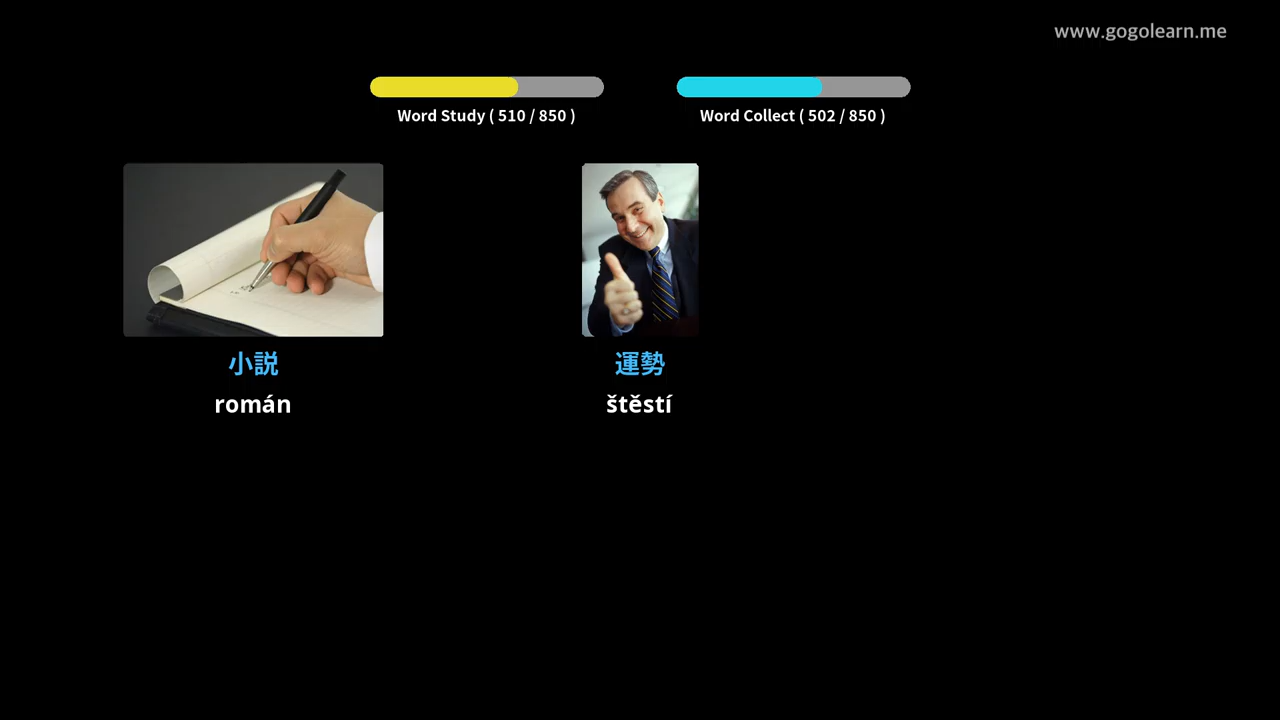 www.gogolearn.me
Word Study ( 510 / 850 )
Word Collect ( 502 / 850 )
小説
román
運勢
štěstí